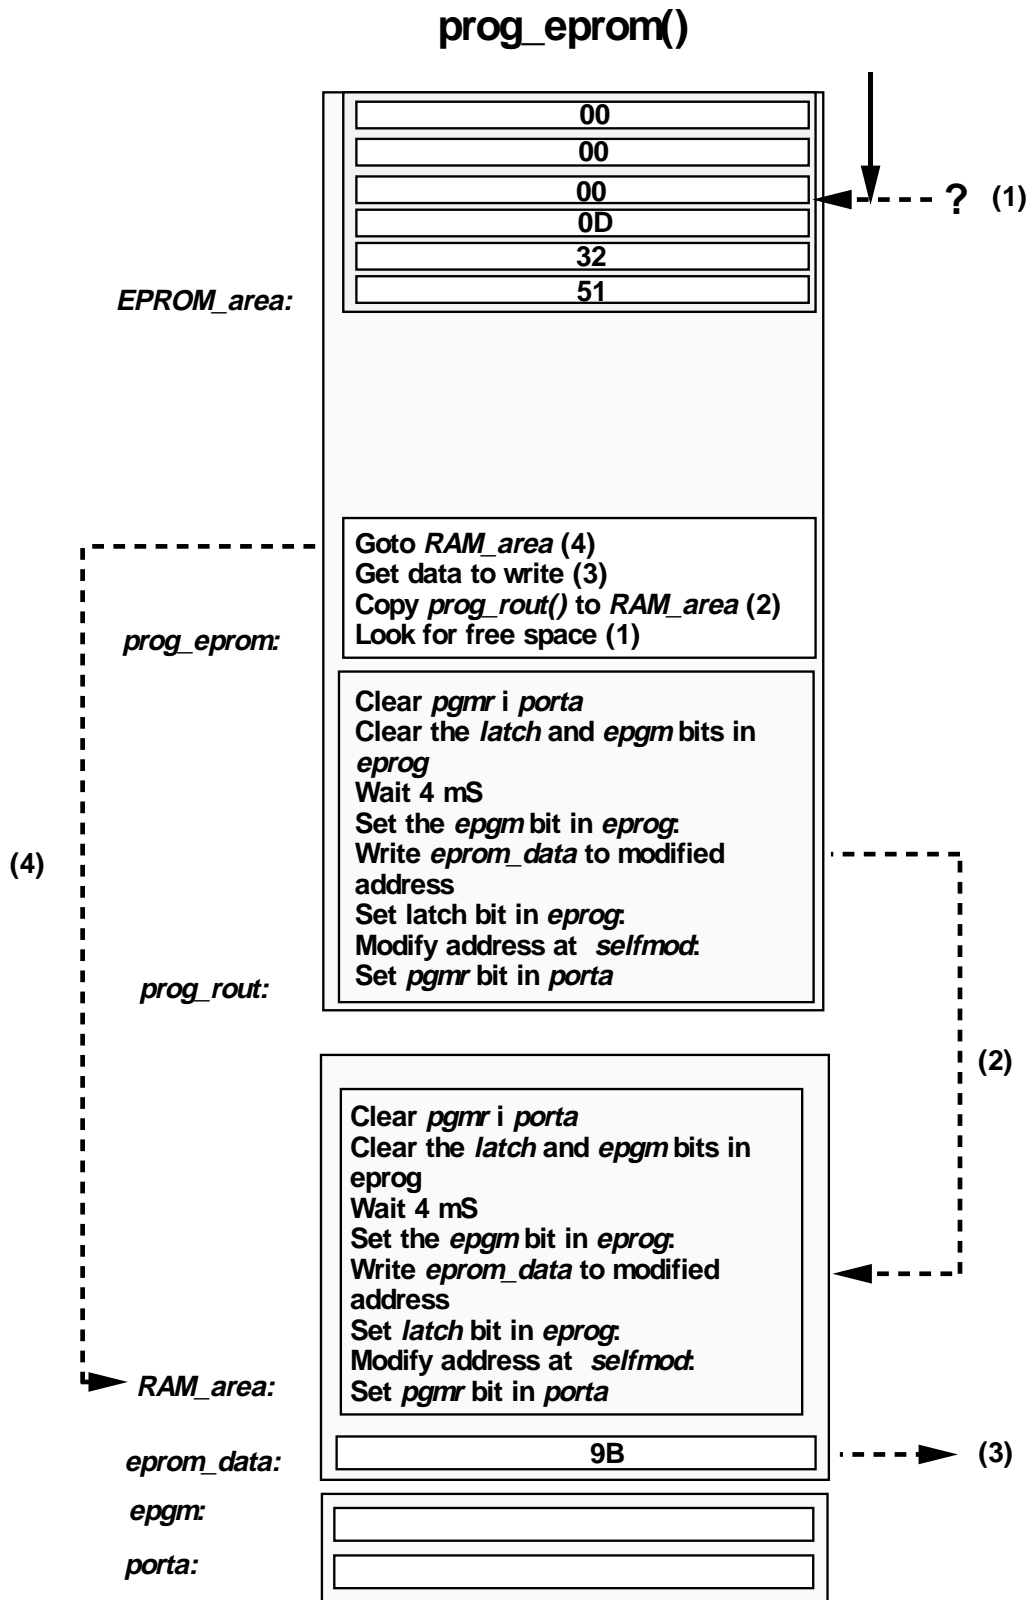 prog_eprom()
00
00
00
? (1)
0D
32
51
EPROM_area:
Goto RAM_area (4)
Get data to write (3)
Copy prog_rout() to RAM_area (2)
Look for free space (1)
prog_eprom:
Clear pgmr i porta
Clear the latch and epgm bits in
eprog
Wait 4 mS
Set the epgm bit in eprog:
Write eprom_data to modified
address
Set latch bit in eprog:
Modify address at selfmod:
Set pgmr bit in porta
prog_rout:
(4)
(2)
Clear pgmr i porta
Clear the latch and epgm bits in
eprog
Wait 4 mS
Set the epgm bit in eprog:
Write eprom_data to modified
address
Set latch bit in eprog:
Modify address at selfmod:
Set pgmr bit in porta
RAM_area:
eprom_data:
9B
(3)
epgm:
porta: